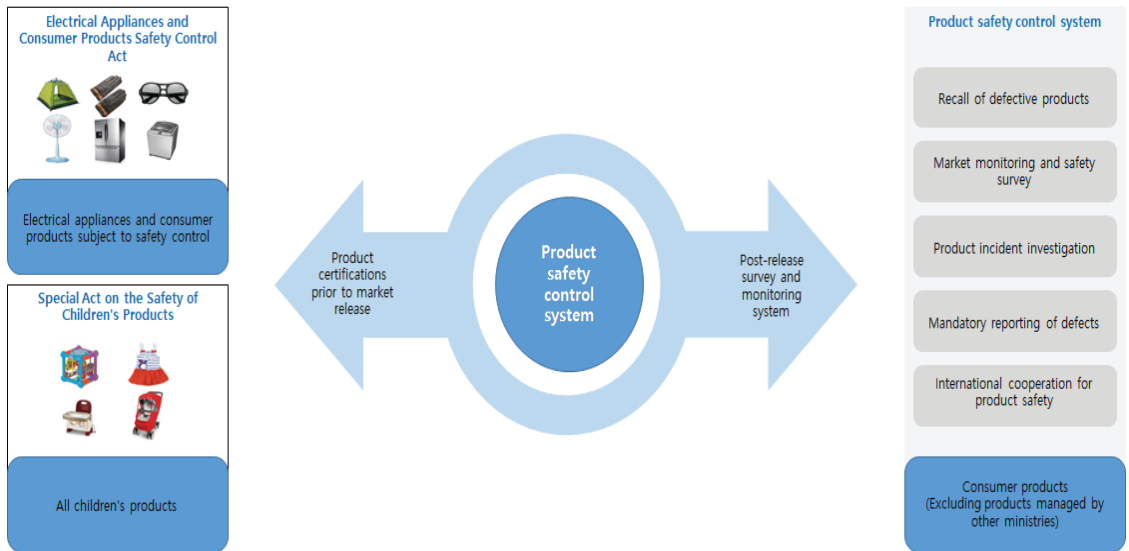 Electrical Appliances and
Consumer Products Safety Control
Act
Electrical appliances and consumer
products subject to safety control
Special Act on the Safety of
Children's Products
All children's products
Product
certifications
prior to market
release
Product
safety
control
system
Post-release
survey and
monitoring
system
Product safety control system
Recall of defective products
Market monitoring and safety
survey
Product incident investigation
Mandatory reporting of defects
International cooperation for
product safety
Consumer products
(Excluding products managed by
other ministries)